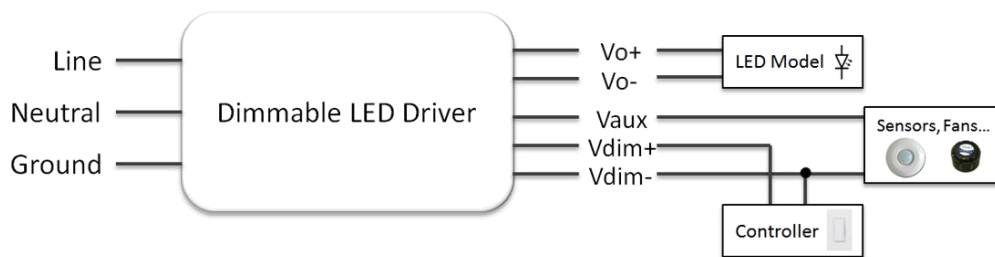 Line
Neutral
Ground
Dimmable LED Driver
Vo+
Vo-
Vaux
Vdim+
Vdim-
LED Model
Sensors, Fans...
Controller